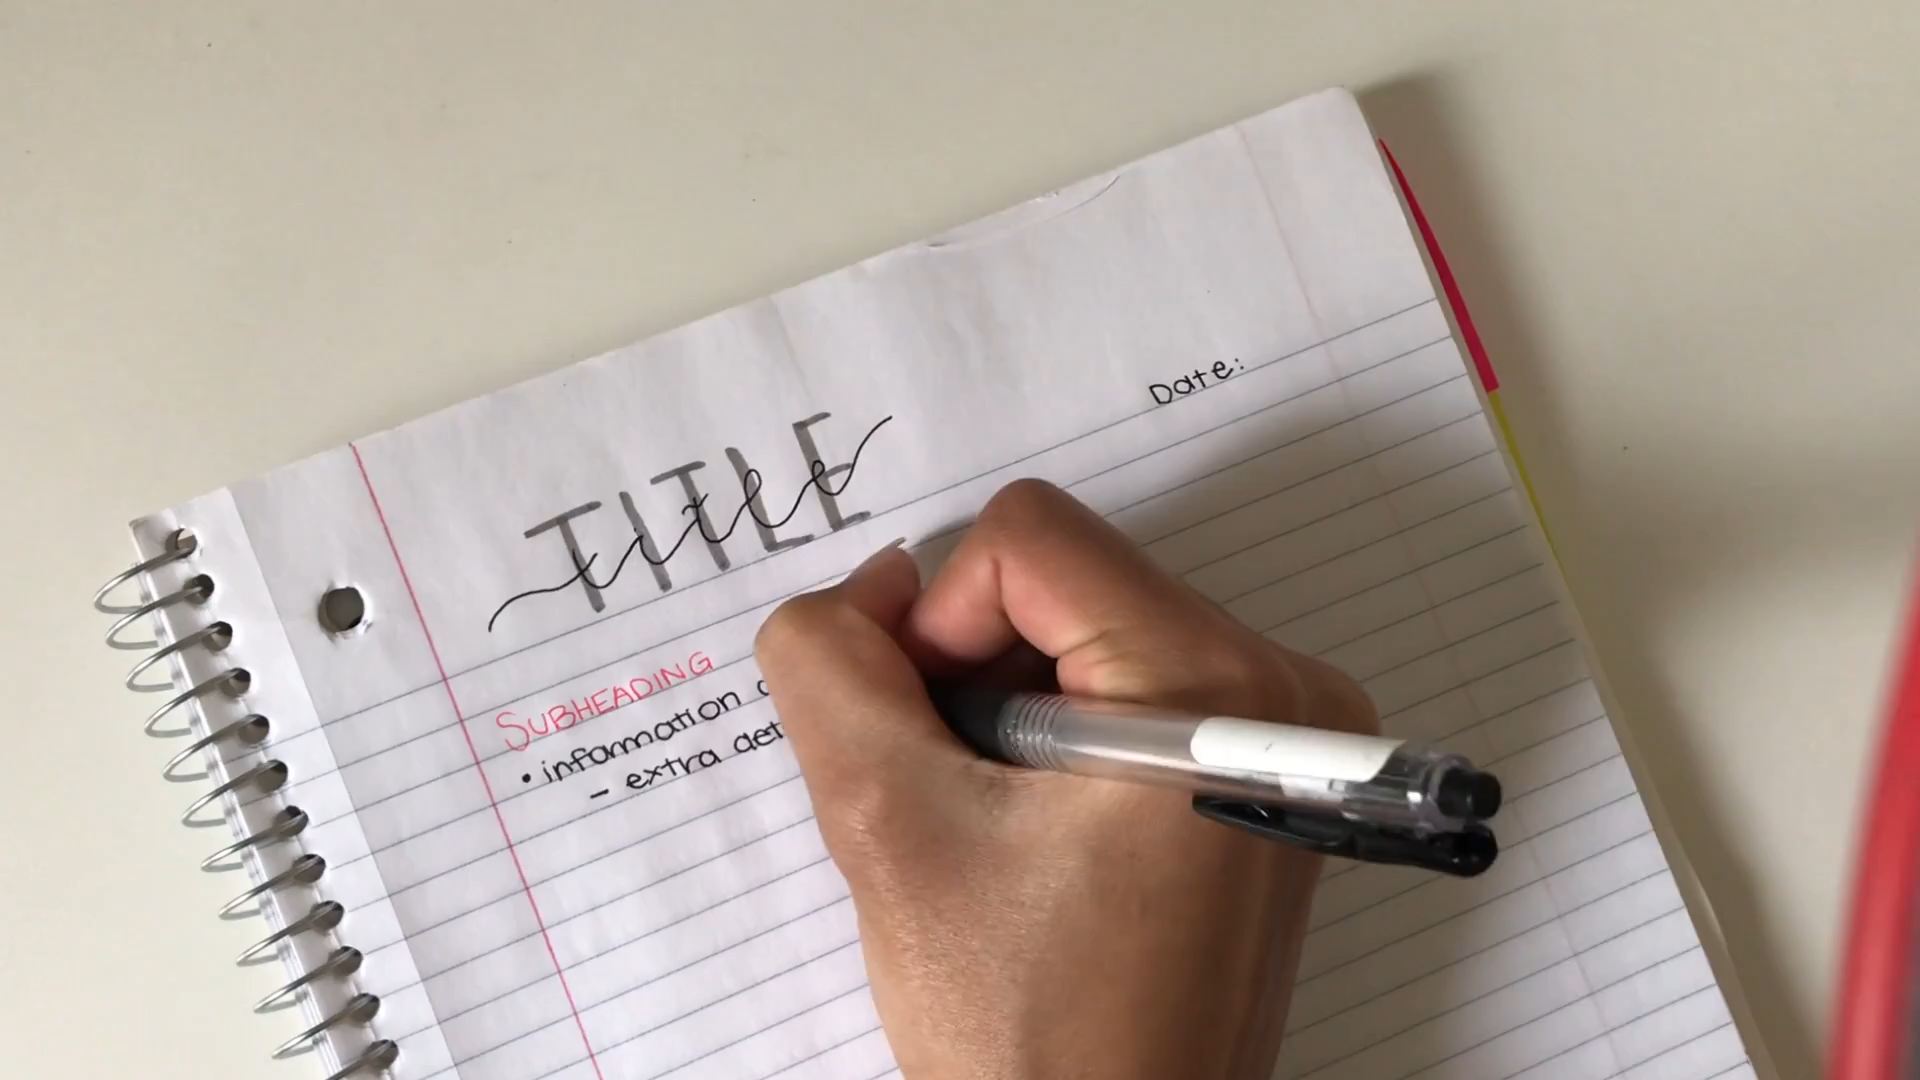 Date:
TITLE
title
SUBHEADING
• information
- extra